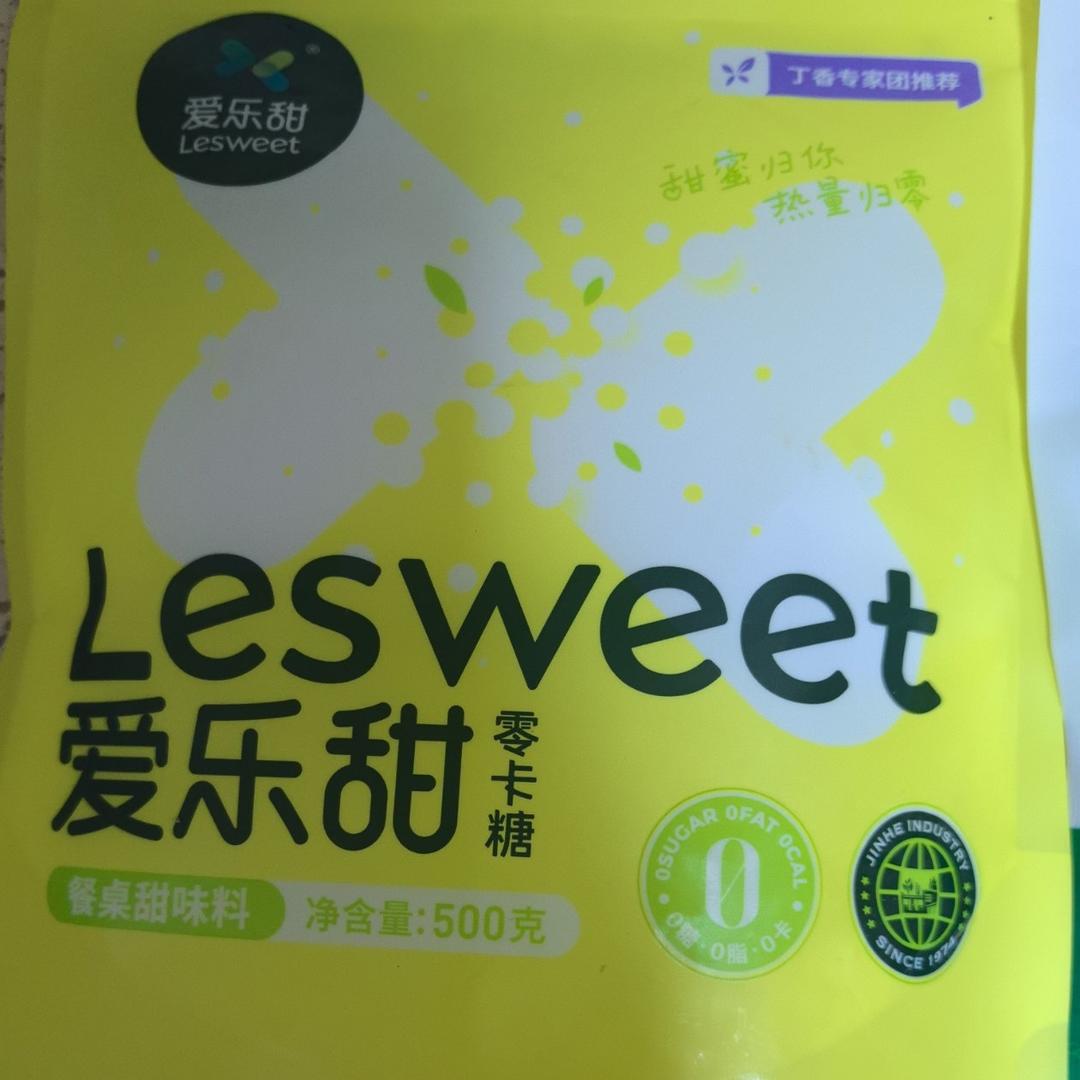 爱乐甜
Lesweet
®
丁香专家团推荐
甜蜜归你
热量归零
Lesweet
爱乐甜
零卡糖
餐桌甜味料
净含量:500克
0SUGAR 0FAT 0CAL
0
0糖·0脂·0卡
JINHE INDUSTRY
SINCE 1974